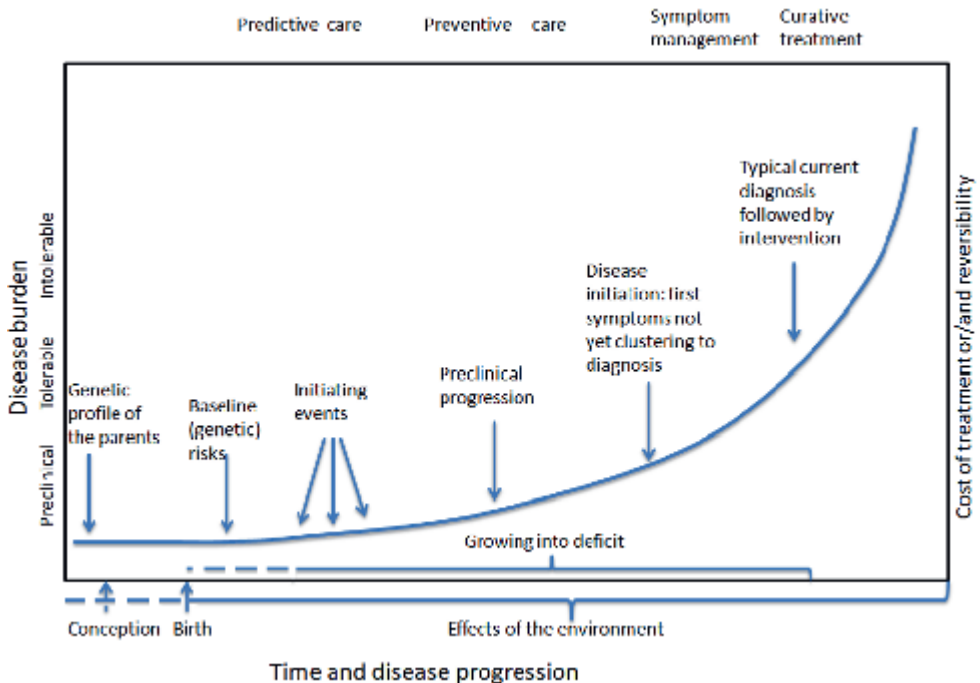 Predictive care
Preventive care
Symptom
management
Curative
treatment
Disease burden
Preclinical
Tolerable
Intolerable
Genetic
profile of
the parents
Baseline
(genetic)
risks
Initiating
events
Preclinical
progression
Disease
initiation: first
symptoms not
yet clustering to
diagnosis
Typical current
diagnosis
followed by
intervention
Cost of treatment or/and reversibility
Growing into deficit
Conception
Birth
Effects of the environment
Time and disease progression